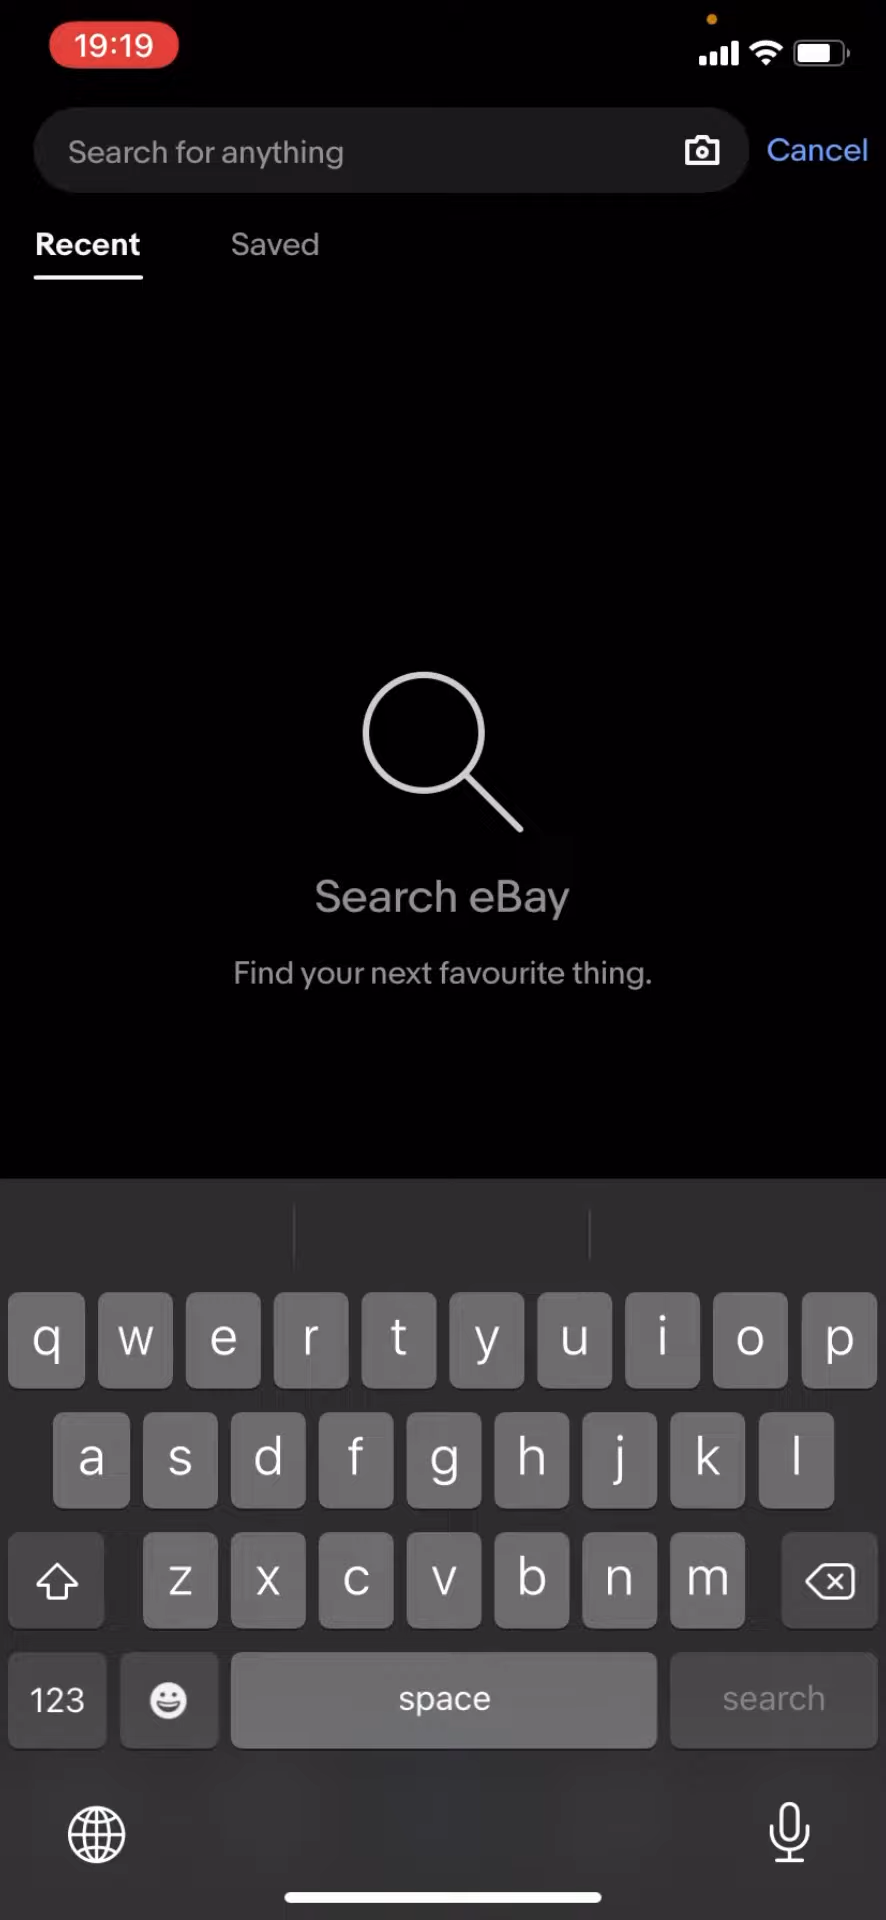 19:19
Search for anything Cancel
Recent Saved
Search eBay
Find your next favourite thing.
q w e r t y u i o p
a s d f g h j k l
z x c v b n m
123 space search